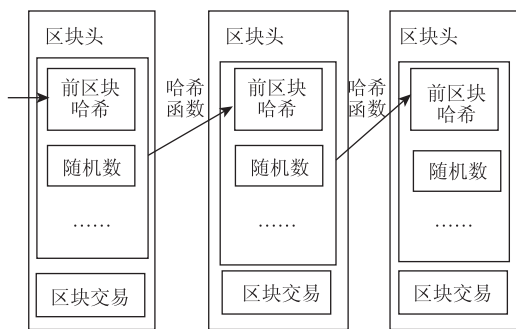 区块头
前区块
哈希
随机数
……
区块交易
哈希
函数
区块头
前区块
哈希
随机数
……
区块交易
哈希
函数
区块头
前区块
哈希
随机数
……
区块交易